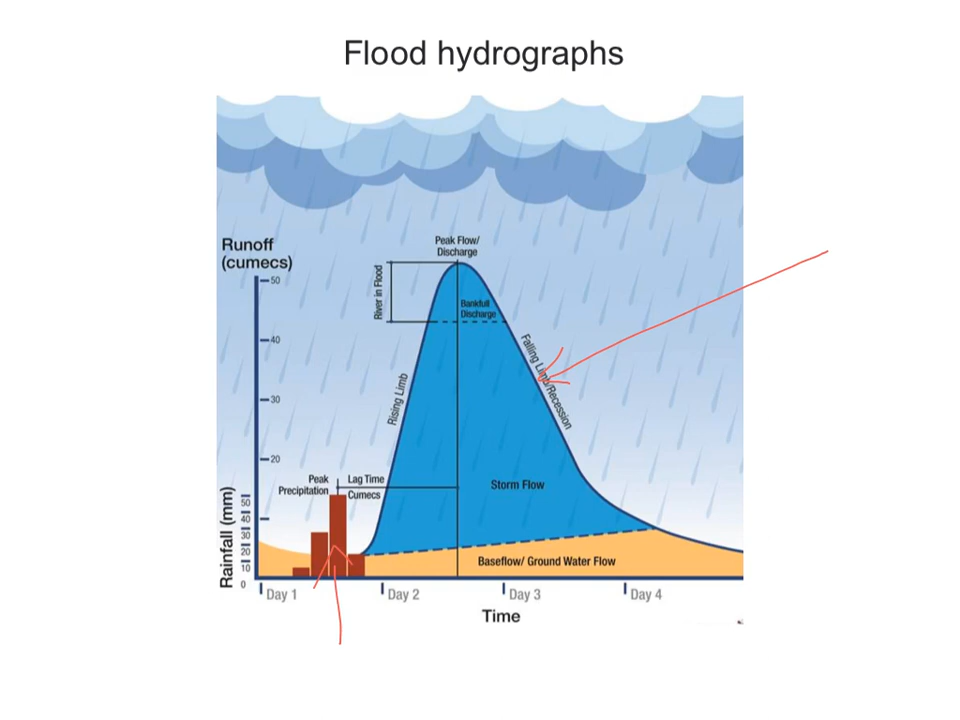 Flood hydrographs
Peak Flow/
Discharge
Runoff
(cumecs)
River in Flood
50
Bankfull
Discharge
40
Falling Limb/Recession
Rising Limb
30
20
Peak
Precipitation
Lag Time
Cumecs
Storm Flow
Rainfall (mm)
50
40
30
20
10
0
Baseflow/ Ground Water Flow
Day 1
Day 2
Day 3
Day 4
Time